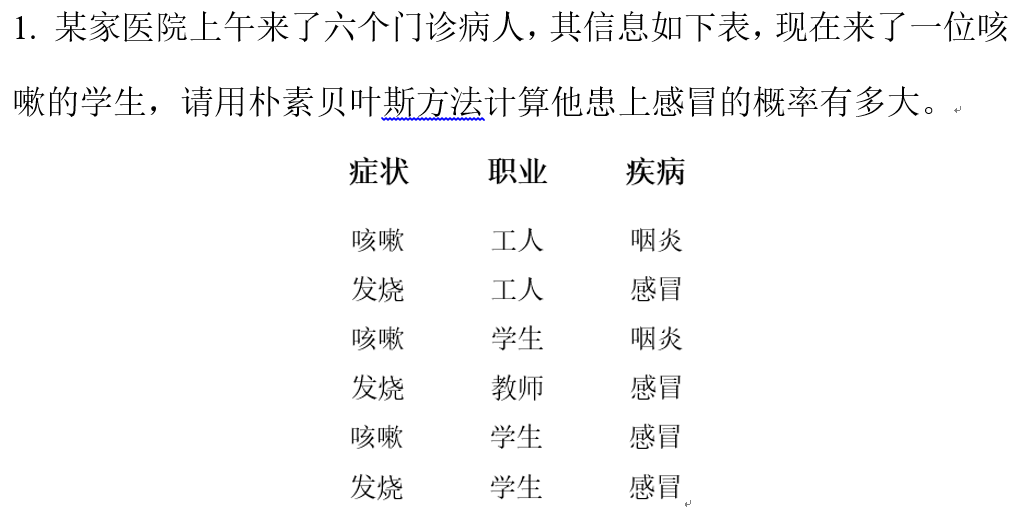 1. 某家医院上午来了六个门诊病人，其信息如下表，现在来了一位咳
嗽的学生，请用朴素贝叶斯方法计算他患上感冒的概率有多大。
症状 职业 疾病
咳嗽 工人 咽炎
发烧 工人 感冒
咳嗽 学生 咽炎
发烧 教师 感冒
咳嗽 学生 感冒
发烧 学生 感冒